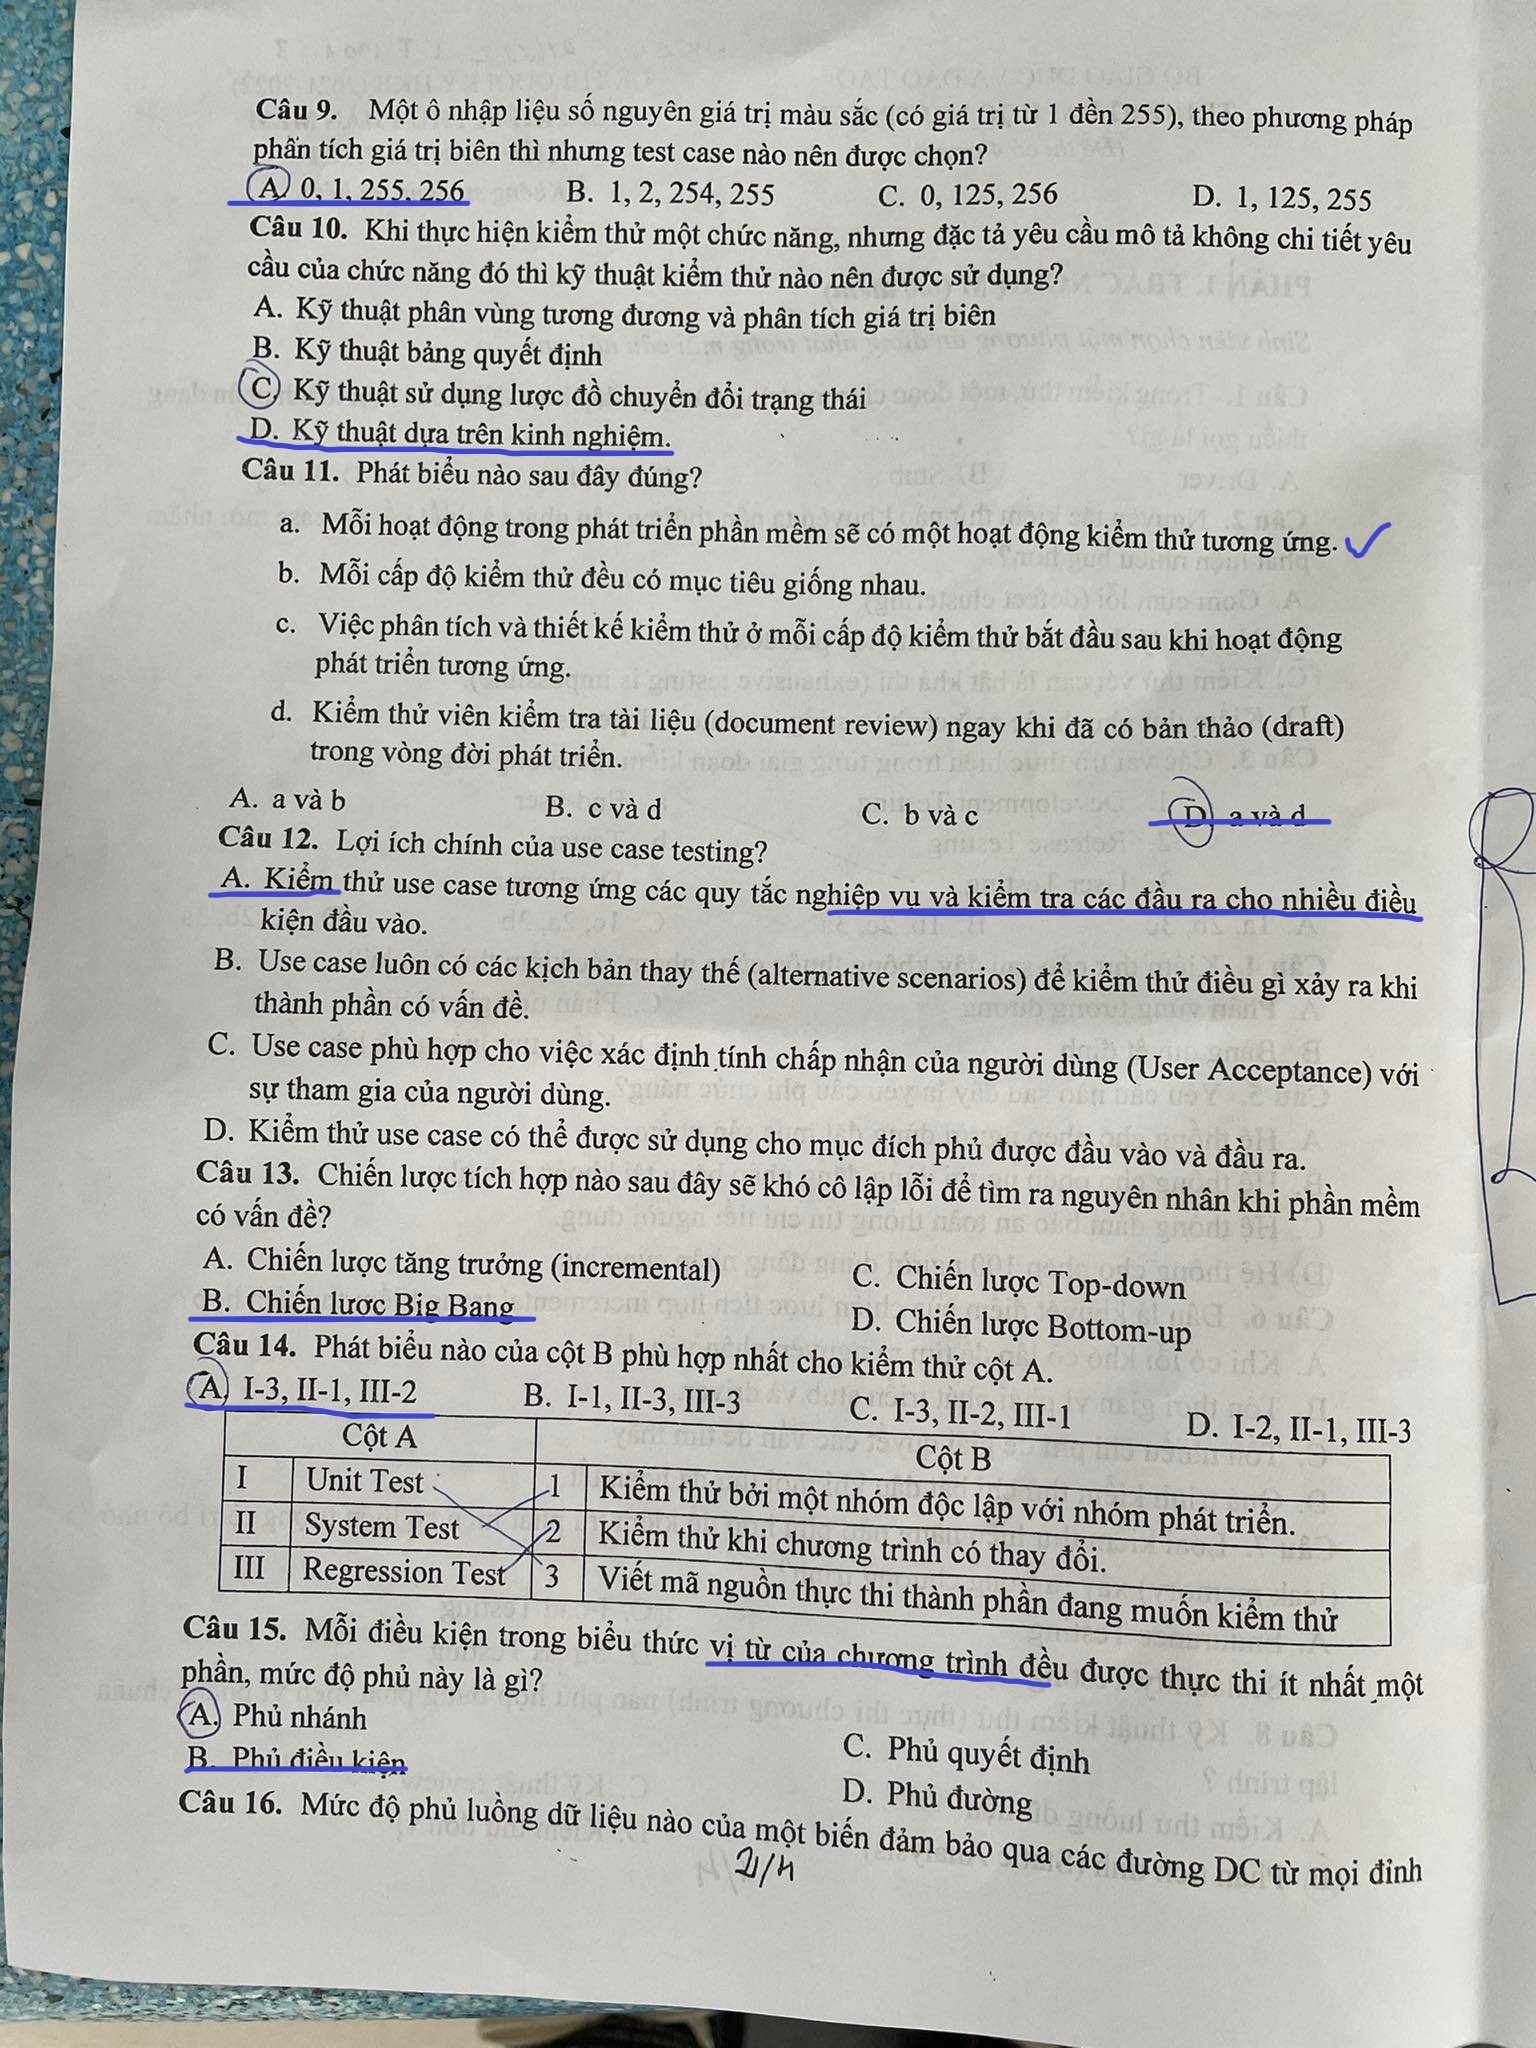 Câu 9. Một ô nhập liệu số nguyên giá trị màu sắc (có giá trị từ 1 đền 255), theo phương pháp
phân tích giá trị biên thì nhưng test case nào nên được chọn?
A. 0, 1, 255, 256 B. 1, 2, 254, 255 C. 0, 125, 256 D. 1, 125, 255
Câu 10. Khi thực hiện kiểm thử một chức năng, nhưng đặc tả yêu cầu mô tả không chi tiết yêu
cầu của chức năng đó thì kỹ thuật kiểm thử nào nên được sử dụng?
A. Kỹ thuật phân vùng tương đương và phân tích giá trị biên
B. Kỹ thuật bảng quyết định
C. Kỹ thuật sử dụng lược đồ chuyển đổi trạng thái
D. Kỹ thuật dựa trên kinh nghiệm.
Câu 11. Phát biểu nào sau đây đúng?
a. Mỗi hoạt động trong phát triển phần mềm sẽ có một hoạt động kiểm thử tương ứng.
b. Mỗi cấp độ kiểm thử đều có mục tiêu giống nhau.
c. Việc phân tích và thiết kế kiểm thử ở mỗi cấp độ kiểm thử bắt đầu sau khi hoạt động
phát triển tương ứng.
d. Kiểm thử viên kiểm tra tài liệu (document review) ngay khi đã có bản thảo (draft)
trong vòng đời phát triển.
A. a và b B. c và d C. b và c D. a và d
Câu 12. Lợi ích chính của use case testing?
A. Kiểm thử use case tương ứng các quy tắc nghiệp vụ và kiểm tra các đầu ra cho nhiều điều
kiện đầu vào.
B. Use case luôn có các kịch bản thay thế (alternative scenarios) để kiểm thử điều gì xảy ra khi
thành phần có vấn đề.
C. Use case phù hợp cho việc xác định tính chấp nhận của người dùng (User Acceptance) với
sự tham gia của người dùng.
D. Kiểm thử use case có thể được sử dụng cho mục đích phủ được đầu vào và đầu ra.
Câu 13. Chiến lược tích hợp nào sau đây sẽ khó cô lập lỗi để tìm ra nguyên nhân khi phần mềm
có vấn đề?
A. Chiến lược tăng trưởng (incremental) C. Chiến lược Top-down
B. Chiến lược Big Bang D. Chiến lược Bottom-up
Câu 14. Phát biểu nào của cột B phù hợp nhất cho kiểm thử cột A.
A. I-3, II-1, III-2 B. I-1, II-3, III-3 C. I-3, II-2, III-1 D. I-2, II-1, III-3
Cột A Cột B
I Unit Test 1 Kiểm thử bởi một nhóm độc lập với nhóm phát triển.
II System Test 2 Kiểm thử khi chương trình có thay đổi.
III Regression Test 3 Viết mã nguồn thực thi thành phần đang muốn kiểm thử
Câu 15. Mỗi điều kiện trong biểu thức vị từ của chương trình đều được thực thi ít nhất một
phần, mức độ phủ này là gì?
A. Phủ nhánh C. Phủ quyết định
B. Phủ điều kiện D. Phủ đường
Câu 16. Mức độ phủ luồng dữ liệu nào của một biến đảm bảo qua các đường DC từ mọi đỉnh
2/4